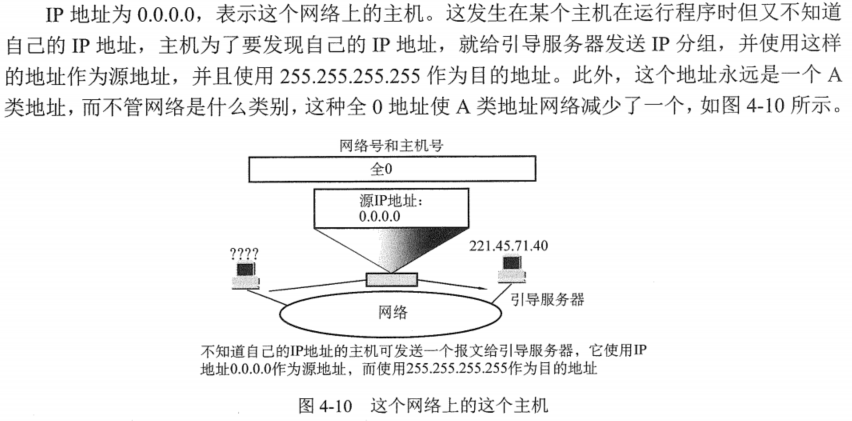 IP 地址为 0.0.0.0，表示这个网络上的主机。这发生在某个主机在运行程序时但又不知道
自己的 IP 地址，主机为了要发现自己的 IP 地址，就给引导服务器发送 IP 分组，并使用这样
的地址作为源地址，并且使用 255.255.255.255 作为目的地址。此外，这个地址永远是一个 A
类地址，而不管网络是什么类别，这种全 0 地址使 A 类地址网络减少了一个，如图 4-10 所示。
网络号和主机号
全0
源IP地址：
0.0.0.0
????
221.45.71.40
引导服务器
网络
不知道自己的IP地址的主机可发送一个报文给引导服务器，它使用IP
地址0.0.0.0作为源地址，而使用255.255.255.255作为目的地址
图 4-10 这个网络上的这个主机